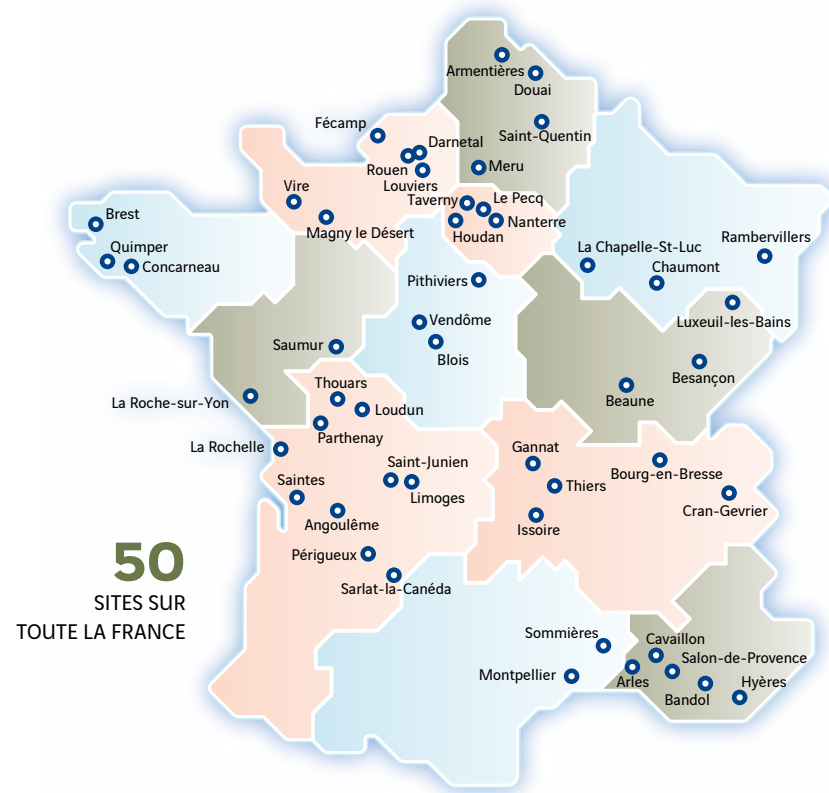 Armentières
Douai
Saint-Quentin
Meru
Fécamp
Darnetal
Rouen
Louviers
Vire
Magny le Désert
Taverny
Le Pecq
Nanterre
Houdan
Brest
Quimper
Concarneau
La Chapelle-St-Luc
Rambervillers
Chaumont
Luxeuil-les-Bains
Pithiviers
Vendôme
Blois
Saumur
La Roche-sur-Yon
Besançon
Beaune
Thouars
Loudun
Parthenay
La Rochelle
Saint-Junien
Limoges
Saintes
Angoulême
Périgueux
Sarlat-la-Canéda
Gannat
Thiers
Issoire
Bourg-en-Bresse
Cran-Gevrier
50
SITES SUR
TOUTE LA FRANCE
Sommières
Montpellier
Cavaillon
Salon-de-Provence
Arles
Bandol
Hyères